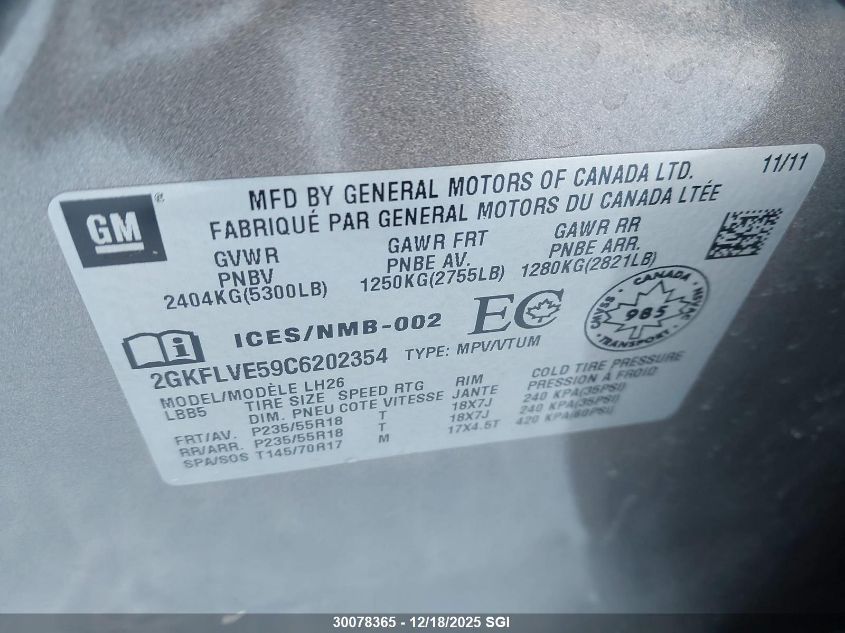 11/11
GM ®
MFD BY GENERAL MOTORS OF CANADA LTD.
FABRIQUÉ PAR GENERAL MOTORS DU CANADA LTÉE
GVWR GAWR FRT GAWR RR
PNBV PNBE AV. PNBE ARR.
2404KG(5300LB) 1250KG(2755LB) 1280KG(2821LB)
i ICES/NMB-002 EC
CANADA
CMVSS 985 NSVAC
TRANSPORT
2GKFLVE59C6202354 TYPE: MPV/VTUM
MODEL/MODÈLE LH26
LBB5 TIRE SIZE SPEED RTG RIM COLD TIRE PRESSURE
DIM. PNEU COTE VITESSE JANTE PRESSION A FROID
FRT/AV. P235/55R18 T 18X7J 240 KPA(35PSI)
RR/ARR. P235/55R18 T 18X7J 240 KPA(35PSI)
SPA/SOS T145/70R17 M 17X4.5T 420 KPA(60PSI)
30078365 - 12/18/2025 SGI